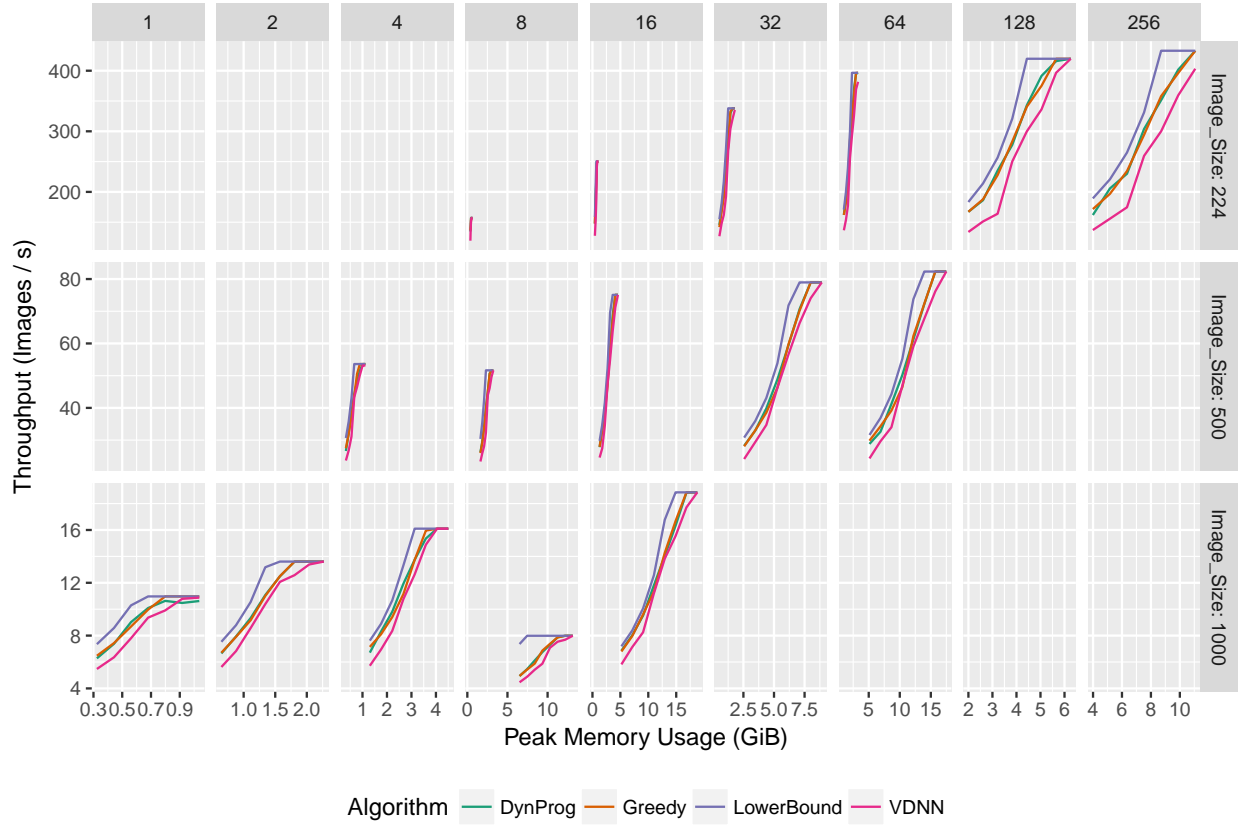 1 2 4 8 16 32 64 128 256
Throughput (Images / s)
400
300
200
Image_Size: 224
80
60
40
Image_Size: 500
16
12
8
4
Image_Size: 1000
0.3 0.5 0.7 0.9 1.0 1.5 2.0 1 2 3 4 0 5 10 0 5 10 15 2.5 5.0 7.5 5 10 15 2 3 4 5 6 4 6 8 10
Peak Memory Usage (GiB)
Algorithm DynProg Greedy LowerBound VDNN